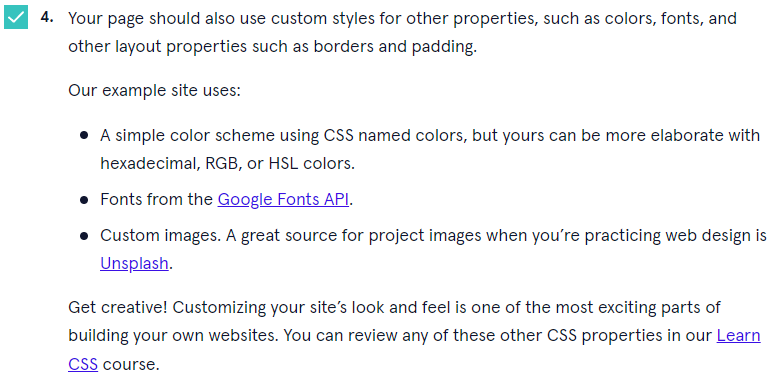 4. Your page should also use custom styles for other properties, such as colors, fonts, and
other layout properties such as borders and padding.
Our example site uses:
● A simple color scheme using CSS named colors, but yours can be more elaborate with
hexadecimal, RGB, or HSL colors.
● Fonts from the Google Fonts API.
● Custom images. A great source for project images when you’re practicing web design is
Unsplash.
Get creative! Customizing your site’s look and feel is one of the most exciting parts of
building your own websites. You can review any of these other CSS properties in our Learn
CSS course.